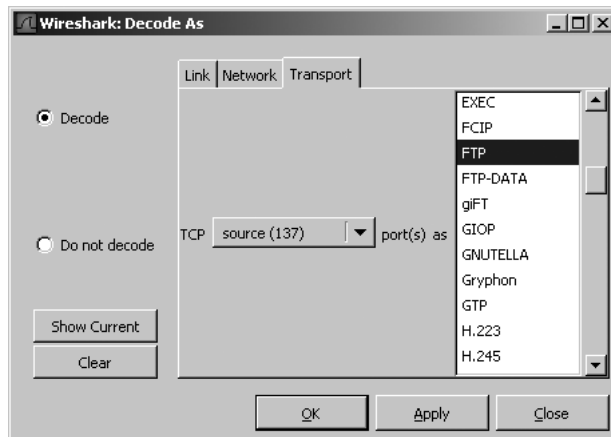 Wireshark: Decode As
Link Network Transport
Decode
Do not decode
Show Current
Clear
TCP source (137) port(s) as
EXEC
FCIP
FTP
FTP-DATA
giFT
GIOP
GNUTELLA
Gryphon
GTP
H.223
H.245
OK Apply Close